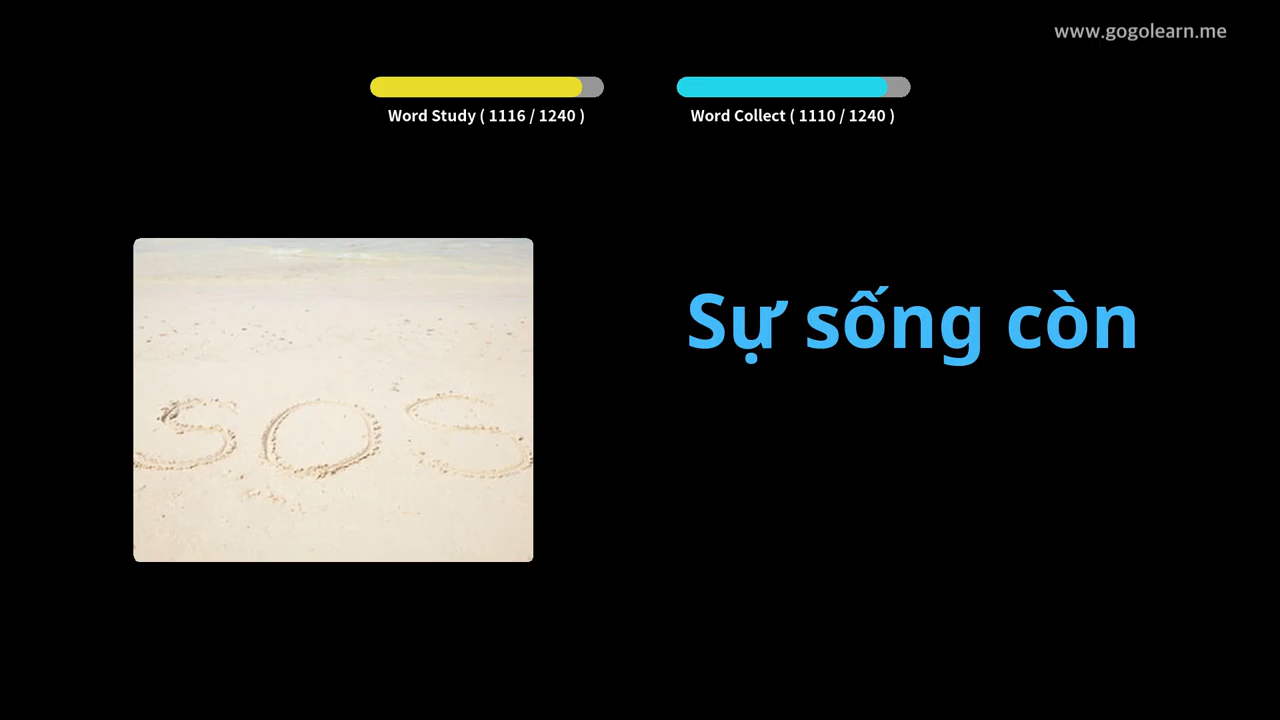 www.gogolearn.me
Word Study ( 1116 / 1240 )
Word Collect ( 1110 / 1240 )
SOS
Sự sống còn